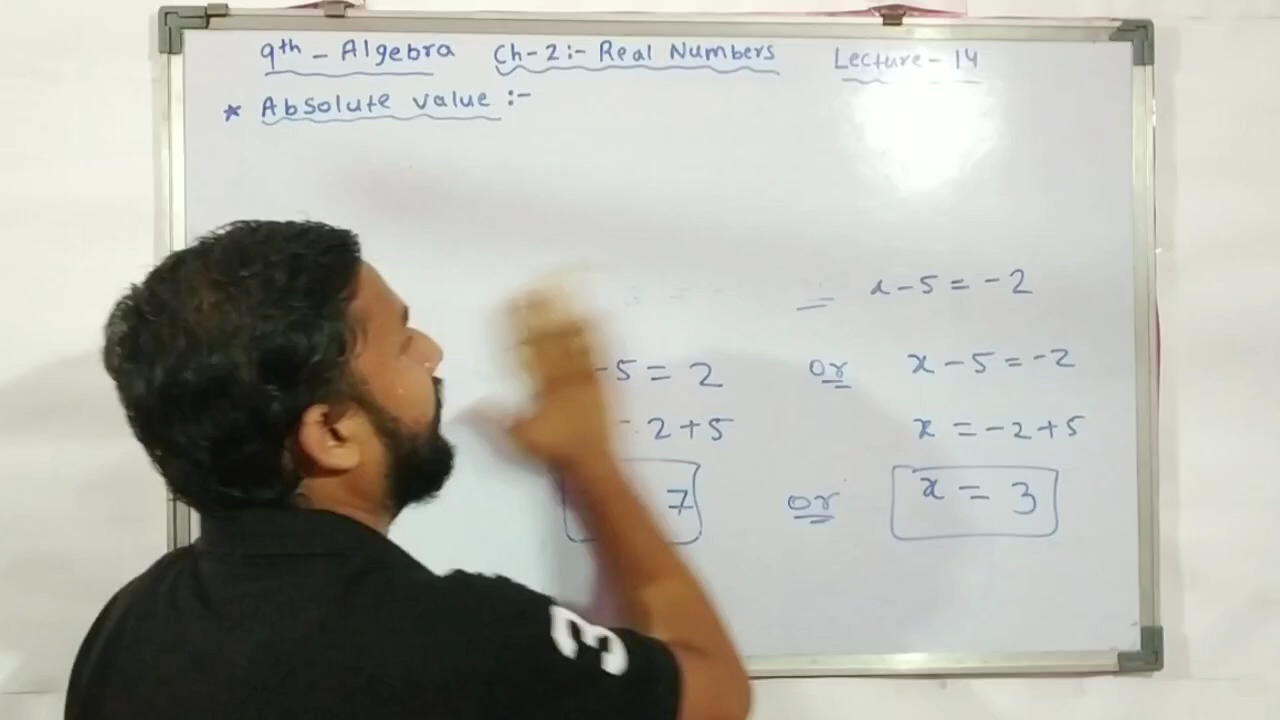 9th - Algebra Ch-2:- Real Numbers Lecture - 14
* Absolute value :-
x-5 = -2
-5 = 2 or x-5 = -2
2+5 x = -2+5
7 or x = 3
3